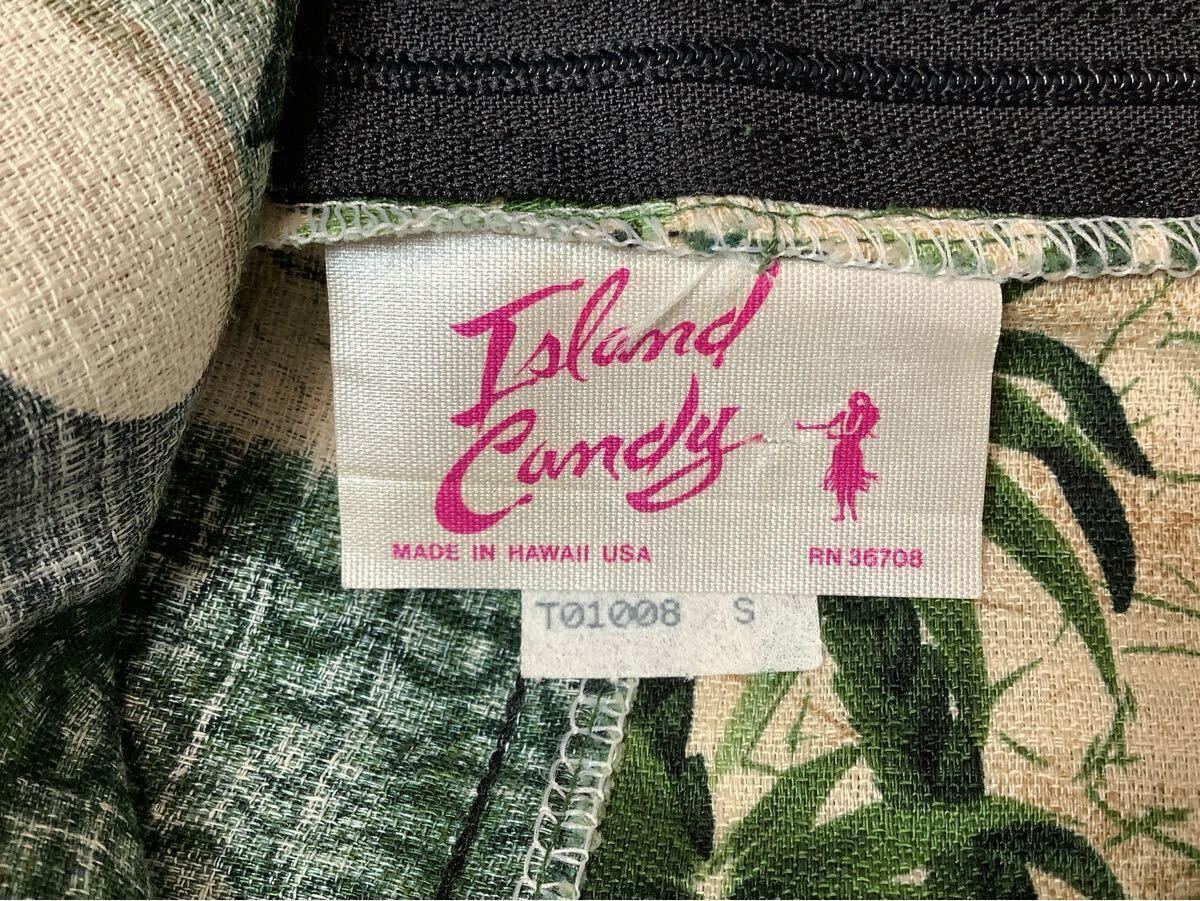 Island
Candy
MADE IN HAWAII USA
RN 36708
T01008 S